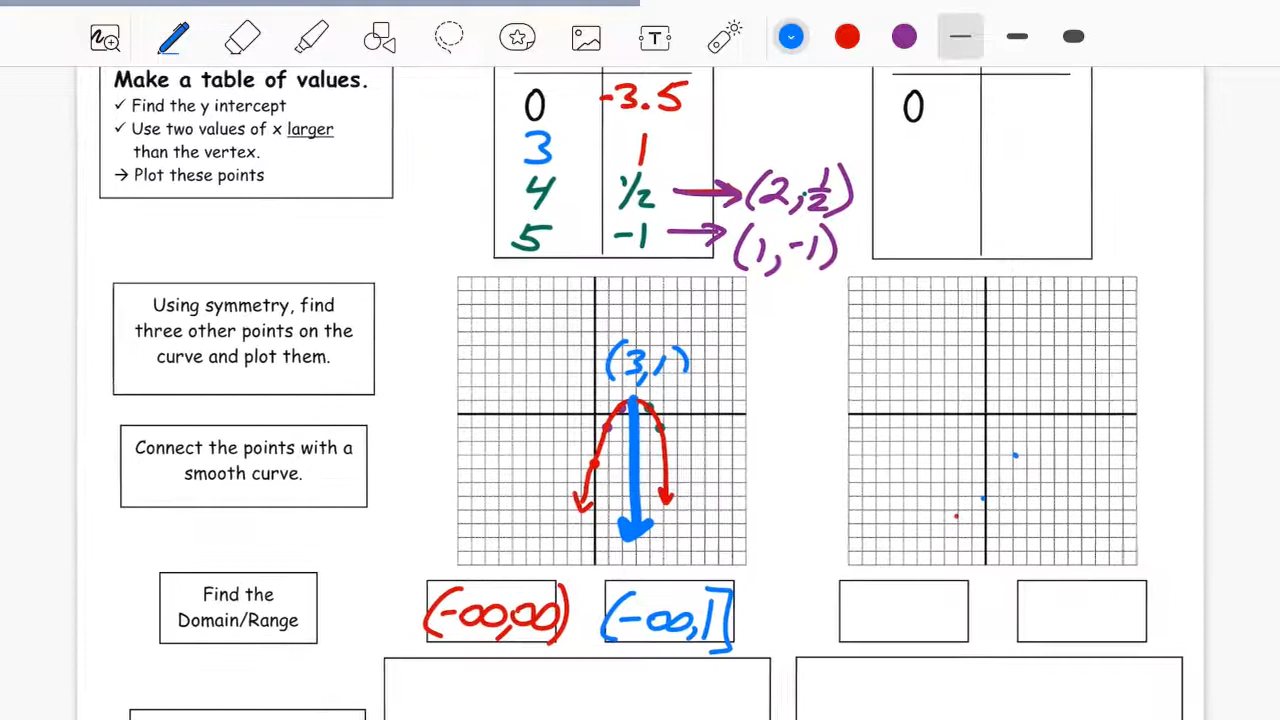 Make a table of values.
✓ Find the y intercept
✓ Use two values of x larger
than the vertex.
→ Plot these points
0 -3.5
3 1
4 1/2 → (2, 1/2)
5 -1 → (1, -1)
0
Using symmetry, find
three other points on the
curve and plot them.
(3, 1)
Connect the points with a
smooth curve.
Find the
Domain/Range
(-∞, ∞) (-∞, 1]